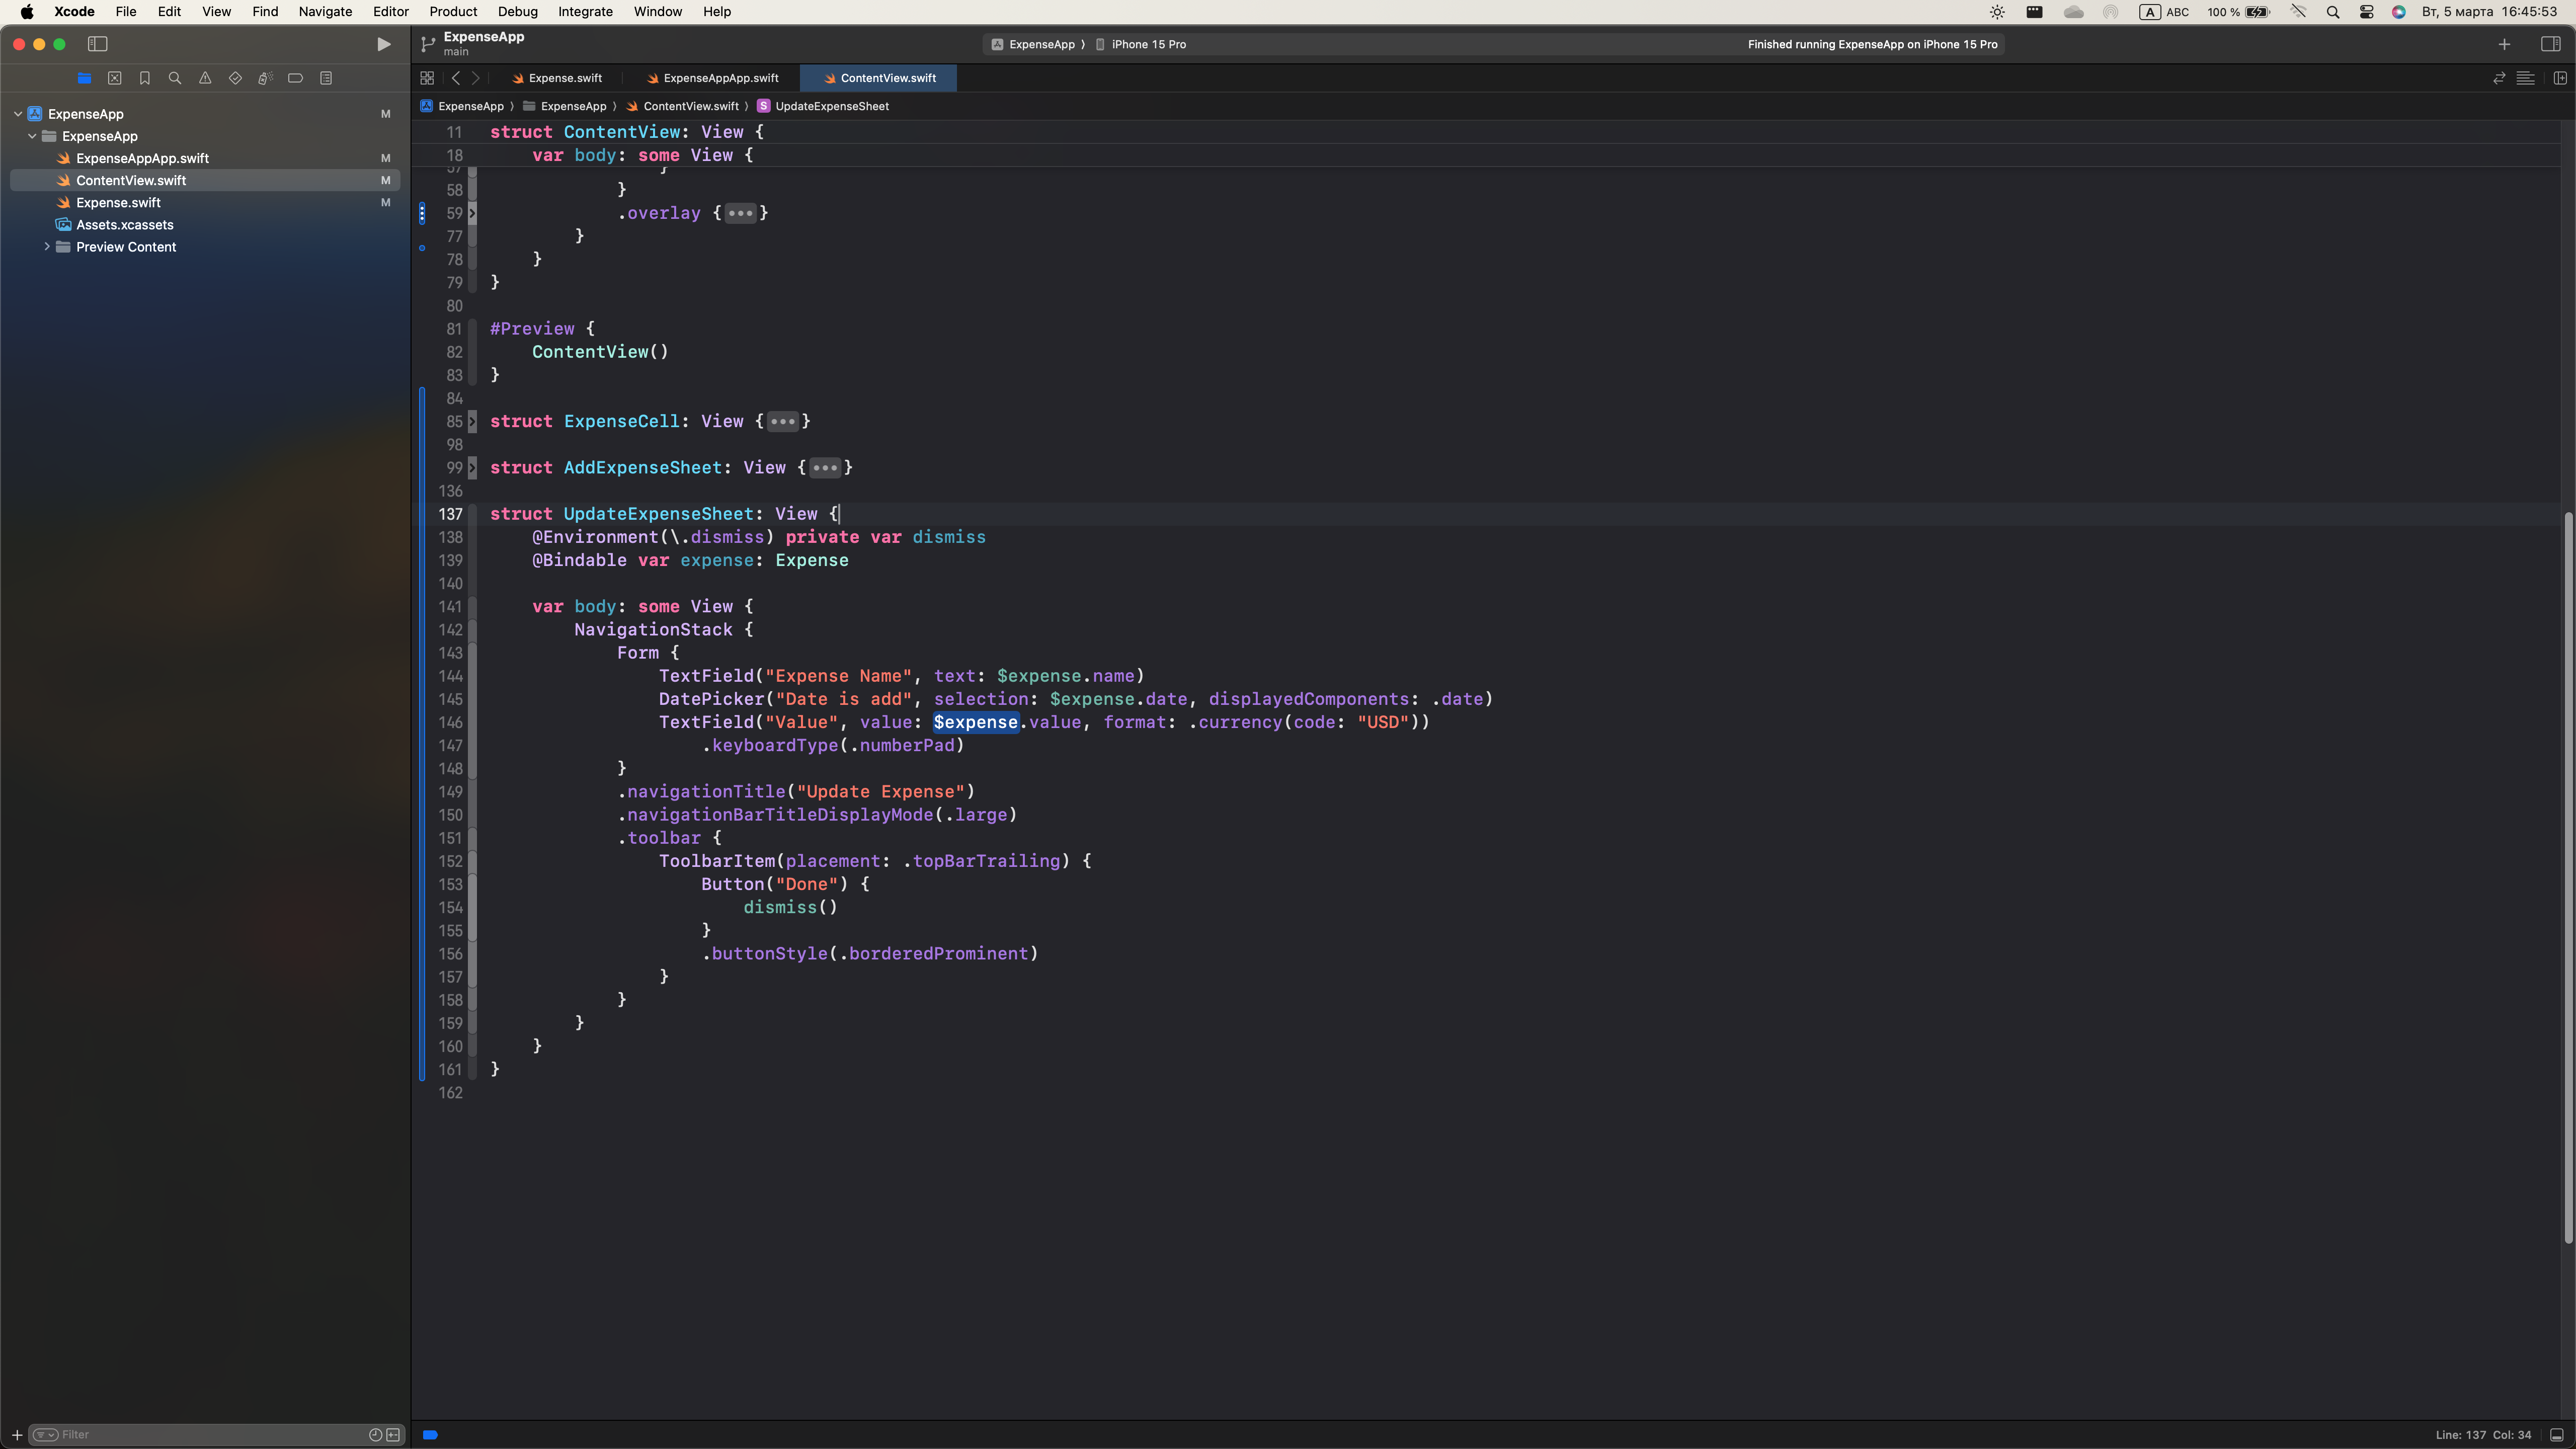 Xcode File Edit View Find Navigate Editor Product Debug Integrate Window Help
A ABC 100 % Вт, 5 марта 16:45:53
ExpenseApp
main
ExpenseApp ⟩ iPhone 15 Pro
Finished running ExpenseApp on iPhone 15 Pro
Expense.swift ExpenseAppApp.swift ContentView.swift
ExpenseApp ⟩ ExpenseApp ⟩ ContentView.swift ⟩ S UpdateExpenseSheet
ExpenseApp M
ExpenseApp
ExpenseAppApp.swift M
ContentView.swift M
Expense.swift M
Assets.xcassets
Preview Content
11 struct ContentView: View {
18 var body: some View {
57 }
58 }
59 .overlay {•••}
77 }
78 }
79 }
80
81 #Preview {
82 ContentView()
83 }
84
85 struct ExpenseCell: View {•••}
98
99 struct AddExpenseSheet: View {•••}
136
137 struct UpdateExpenseSheet: View {
138 @Environment(\.dismiss) private var dismiss
139 @Bindable var expense: Expense
140
141 var body: some View {
142 NavigationStack {
143 Form {
144 TextField("Expense Name", text: $expense.name)
145 DatePicker("Date is add", selection: $expense.date, displayedComponents: .date)
146 TextField("Value", value: $expense.value, format: .currency(code: "USD"))
147 .keyboardType(.numberPad)
148 }
149 .navigationTitle("Update Expense")
150 .navigationBarTitleDisplayMode(.large)
151 .toolbar {
152 ToolbarItem(placement: .topBarTrailing) {
153 Button("Done") {
154 dismiss()
155 }
156 .buttonStyle(.borderedProminent)
157 }
158 }
159 }
160 }
161 }
162
Filter
Line: 137 Col: 34